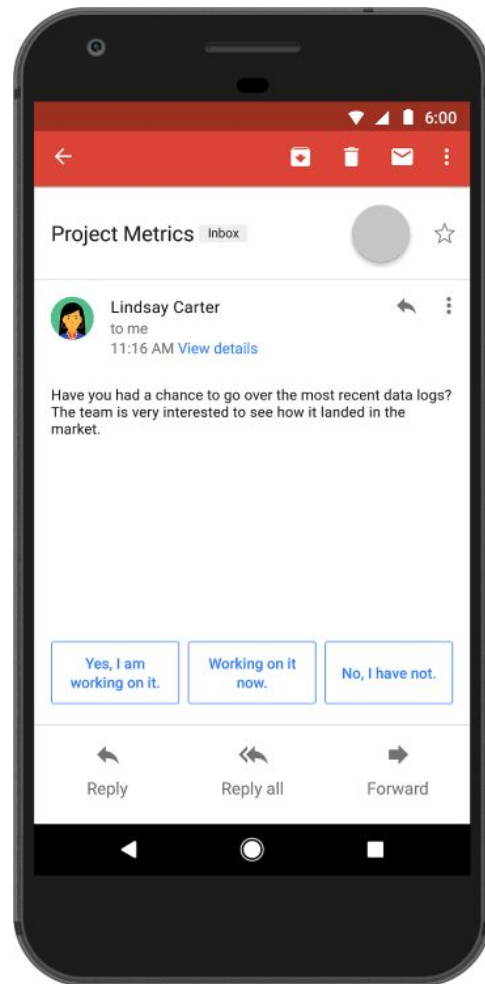 6:00
Project Metrics Inbox
Lindsay Carter
to me
11:16 AM View details
Have you had a chance to go over the most recent data logs?
The team is very interested to see how it landed in the
market.
Yes, I am
working on it.
Working on it
now.
No, I have not.
Reply
Reply all
Forward